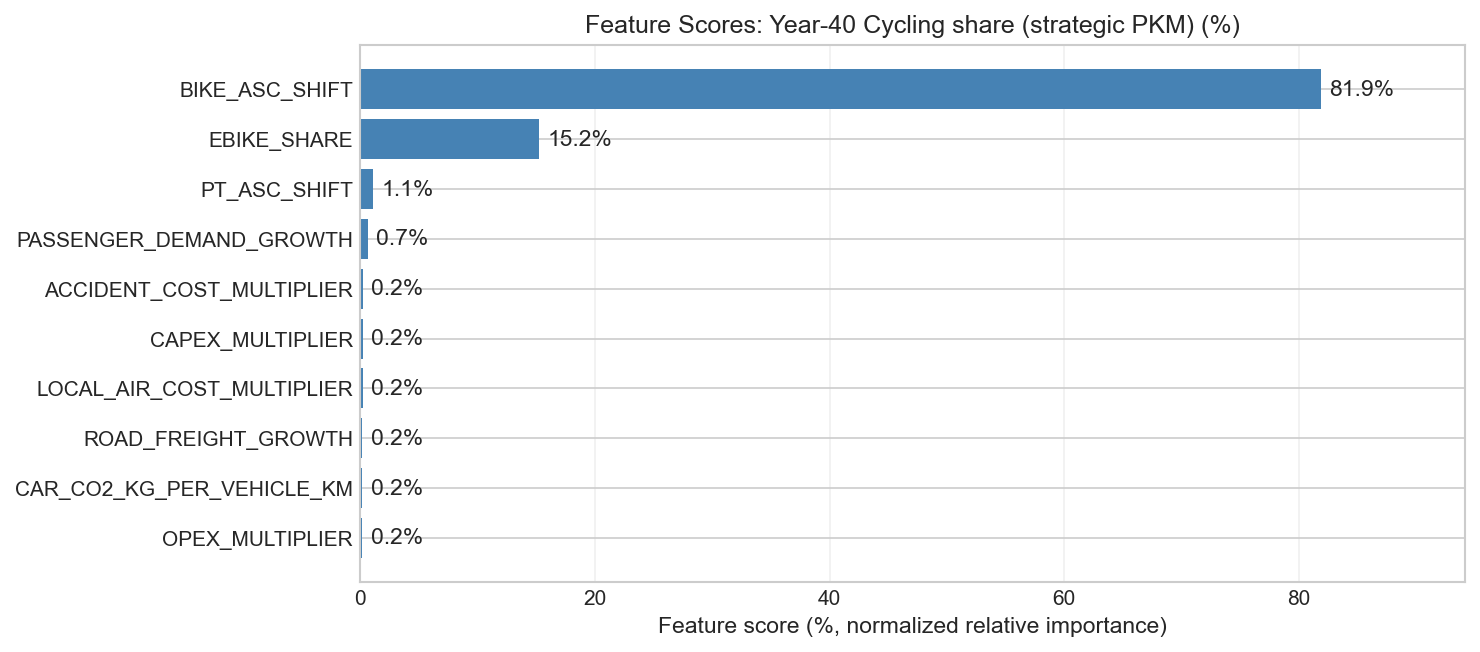 Feature Scores: Year-40 Cycling share (strategic PKM) (%)
BIKE_ASC_SHIFT 81.9%
EBIKE_SHARE 15.2%
PT_ASC_SHIFT 1.1%
PASSENGER_DEMAND_GROWTH 0.7%
ACCIDENT_COST_MULTIPLIER 0.2%
CAPEX_MULTIPLIER 0.2%
LOCAL_AIR_COST_MULTIPLIER 0.2%
ROAD_FREIGHT_GROWTH 0.2%
CAR_CO2_KG_PER_VEHICLE_KM 0.2%
OPEX_MULTIPLIER 0.2%
0 20 40 60 80
Feature score (%, normalized relative importance)